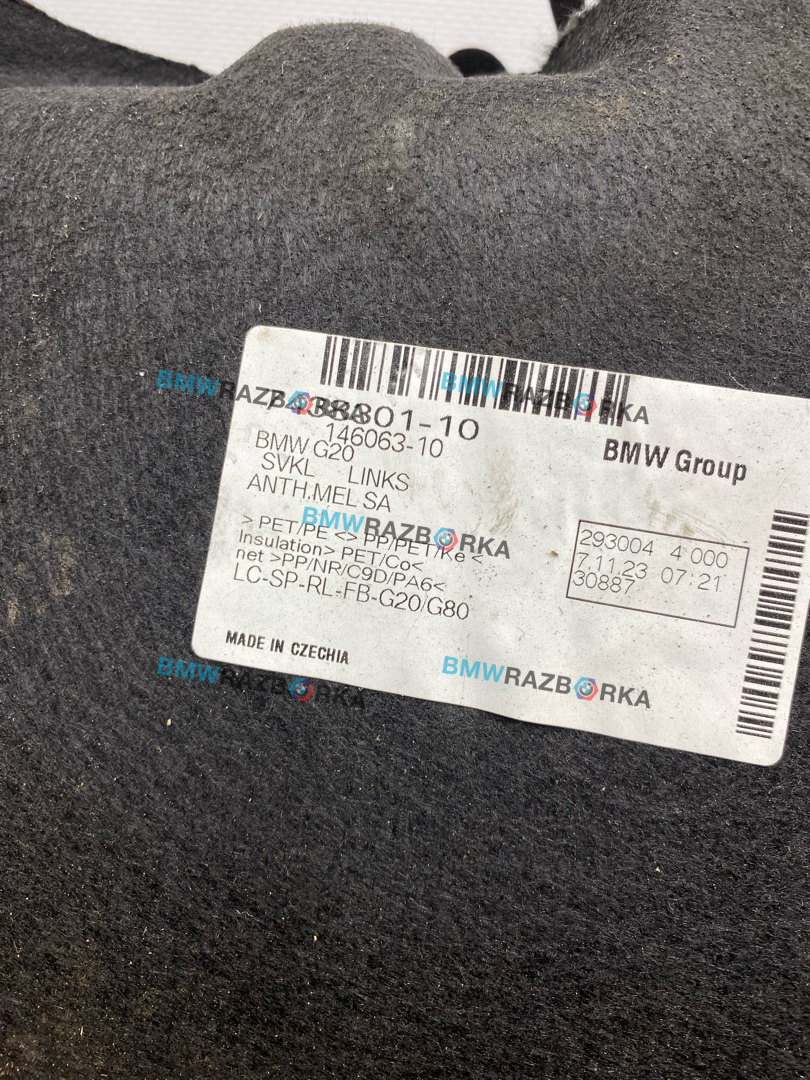 BMWRAZBORKA
BMWRAZBORKA
146063-10
BMW G20
SVKL LINKS
ANTH.MEL SA
BMW Group
BMWRAZBORKA
> PET/PE <> PP/PET/Ke <
Insulation> PET/Co<
net >PP/NR/C9D/PA6<
LC-SP-RL-FB-G20/G80
293004 4 000
7.11.23 07:21
30887
MADE IN CZECHIA
BMWRAZBORKA
BMWRAZBORKA